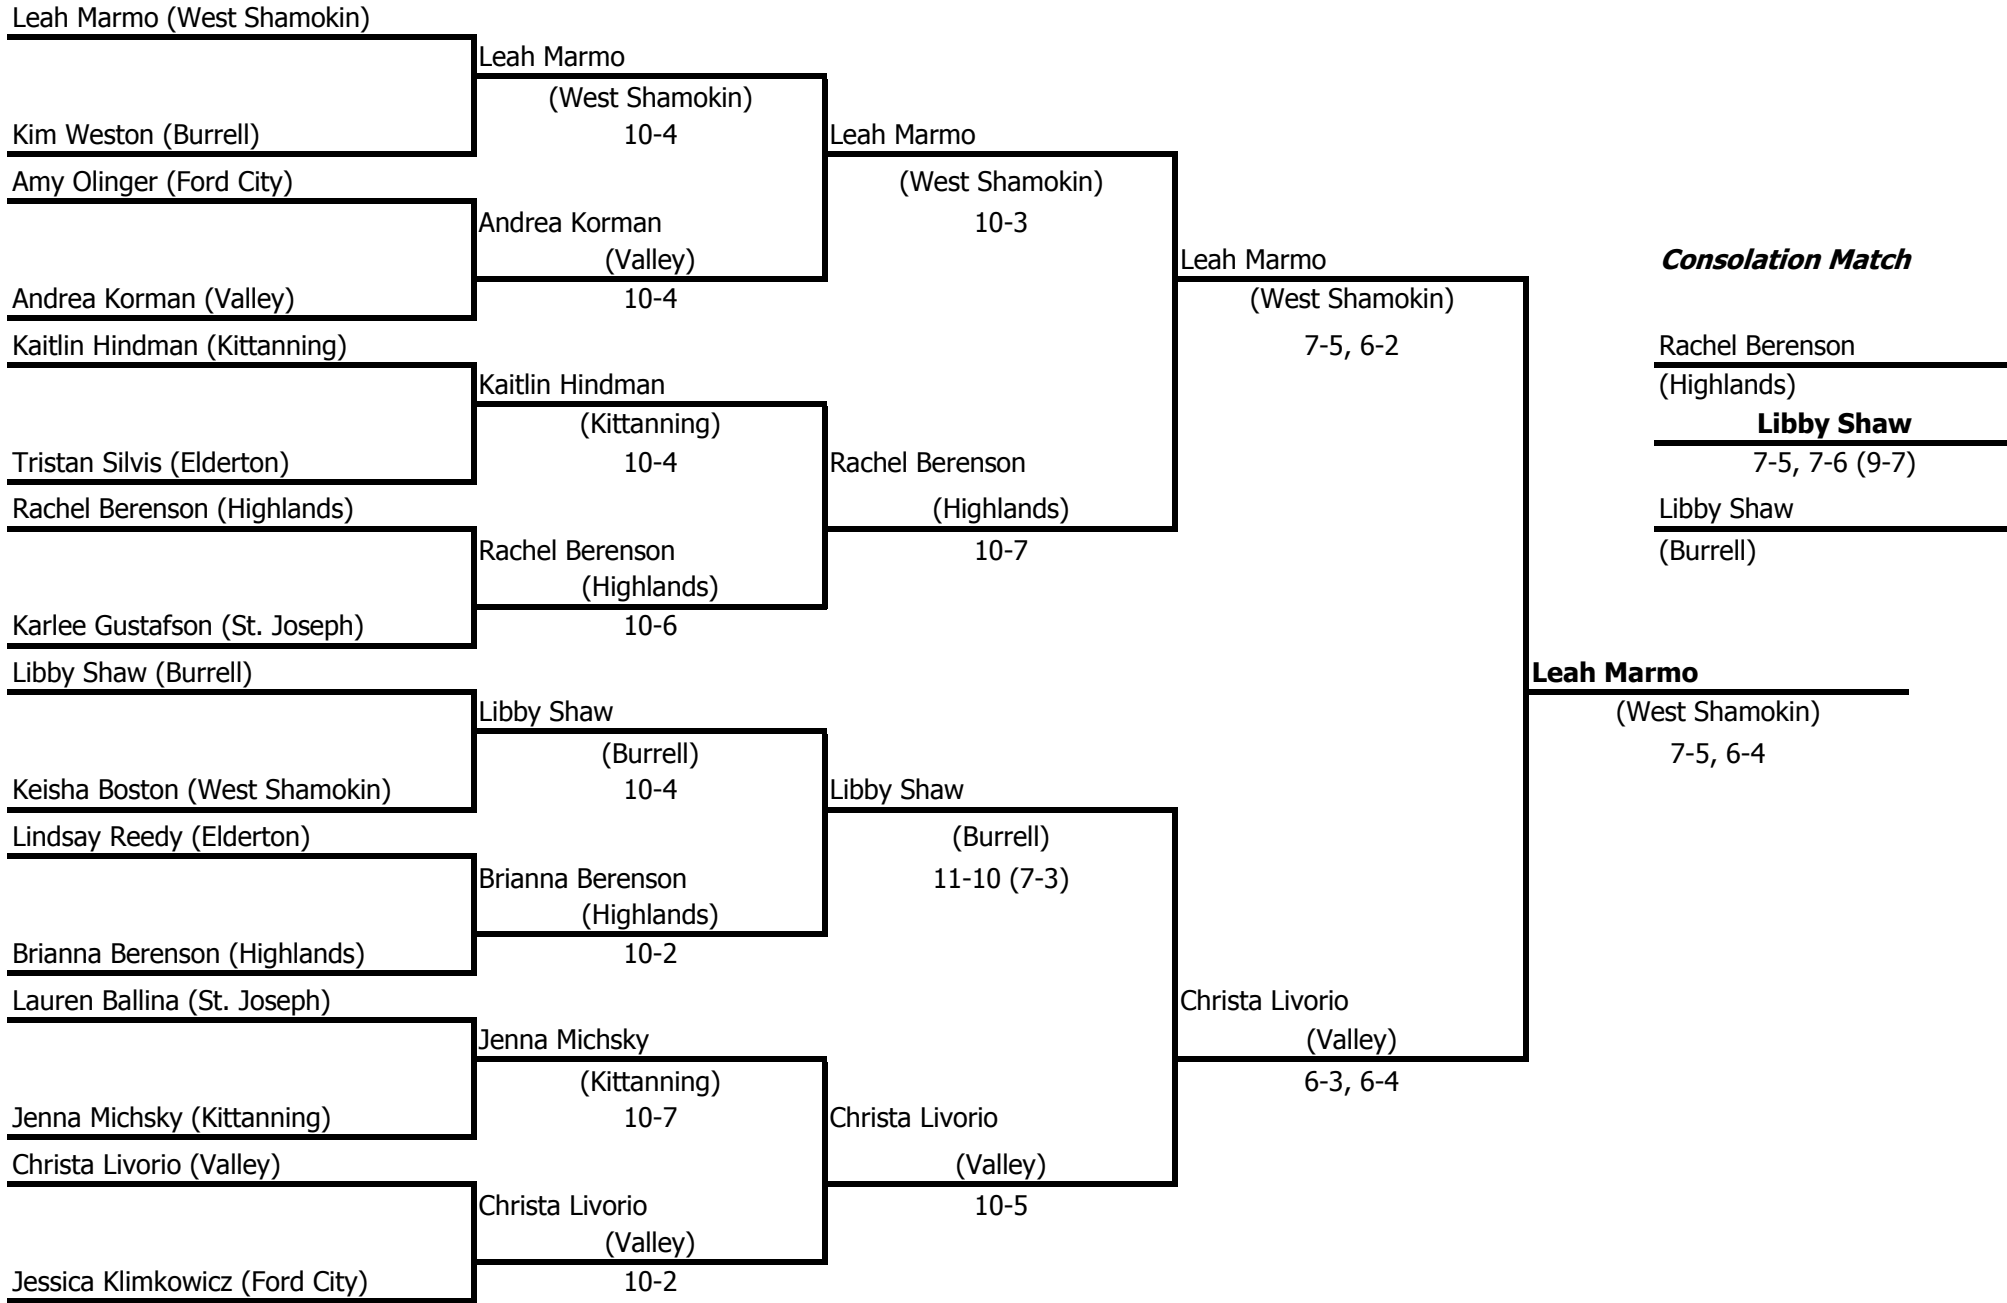 Leah Marmo (West Shamokin)
Kim Weston (Burrell)
Amy Olinger (Ford City)
Andrea Korman (Valley)
Kaitlin Hindman (Kittanning)
Tristan Silvis (Elderton)
Rachel Berenson (Highlands)
Karlee Gustafson (St. Joseph)
Libby Shaw (Burrell)
Keisha Boston (West Shamokin)
Lindsay Reedy (Elderton)
Brianna Berenson (Highlands)
Lauren Ballina (St. Joseph)
Jenna Michsky (Kittanning)
Christa Livorio (Valley)
Jessica Klimkowicz (Ford City)
Leah Marmo
(West Shamokin)
10-4
Andrea Korman
(Valley)
10-4
Kaitlin Hindman
(Kittanning)
10-4
Rachel Berenson
(Highlands)
10-6
Libby Shaw
(Burrell)
10-4
Brianna Berenson
(Highlands)
10-2
Jenna Michsky
(Kittanning)
10-7
Christa Livorio
(Valley)
10-2
Leah Marmo
(West Shamokin)
10-3
Rachel Berenson
(Highlands)
10-7
Libby Shaw
(Burrell)
11-10 (7-3)
Christa Livorio
(Valley)
10-5
Leah Marmo
(West Shamokin)
7-5, 6-2
Christa Livorio
(Valley)
6-3, 6-4
Leah Marmo
(West Shamokin)
7-5, 6-4
Consolation Match
Rachel Berenson
(Highlands)
Libby Shaw
7-5, 7-6 (9-7)
Libby Shaw
(Burrell)